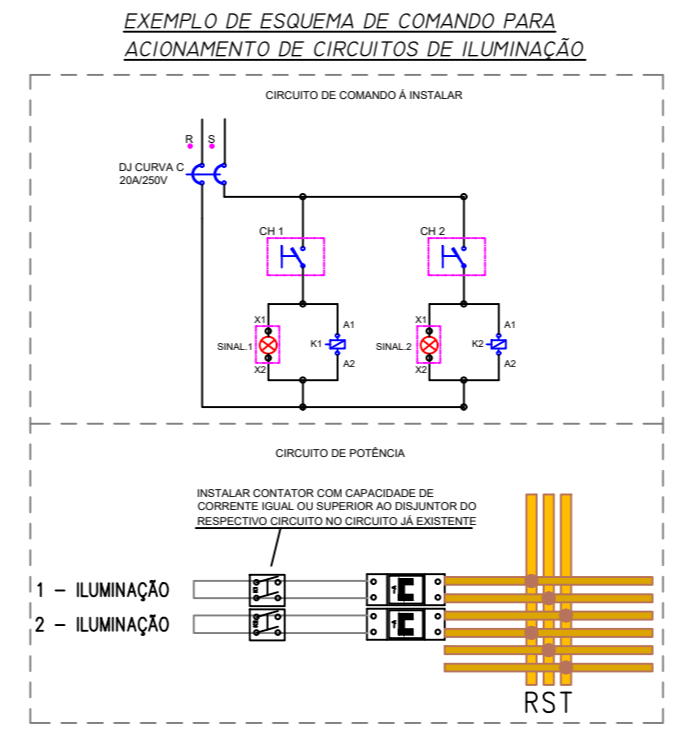 EXEMPLO DE ESQUEMA DE COMANDO PARA
ACIONAMENTO DE CIRCUITOS DE ILUMINAÇÃO
CIRCUITO DE COMANDO Á INSTALAR
R
S
DJ CURVA C
20A/250V
CH 1
CH 2
X1
A1
X1
A1
SINAL.1
K1
SINAL.2
K2
X2
A2
X2
A2
CIRCUITO DE POTÊNCIA
INSTALAR CONTATOR COM CAPACIDADE DE
CORRENTE IGUAL OU SUPERIOR AO DISJUNTOR DO
RESPECTIVO CIRCUITO NO CIRCUITO JÁ EXISTENTE
1 – ILUMINAÇÃO
2 – ILUMINAÇÃO
RST